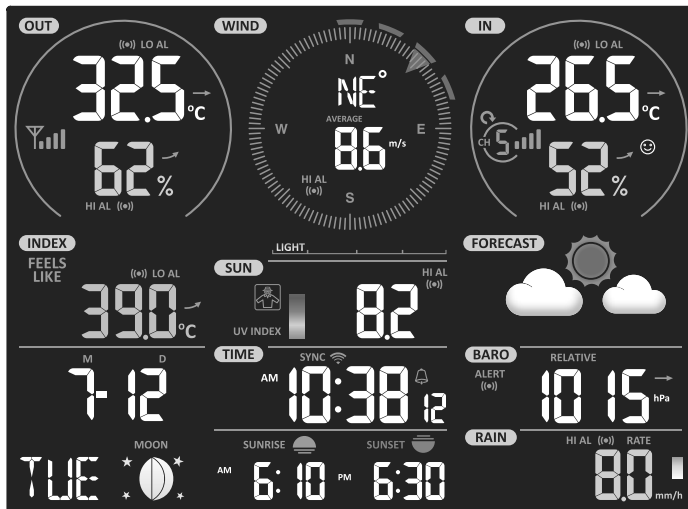 OUT
((•)) LO AL
32.5 °C
62 %
HI AL ((•))
WIND
N
NE°
AVERAGE
W E
8.6 m/s
HI AL
((•))
S
IN
((•)) LO AL
26.5 °C
CH 5
52 %
HI AL ((•))
INDEX
FEELS
LIKE
((•)) LO AL
39.0 °C
LIGHT
SUN
HI AL
((•))
UV INDEX
8.2
FORECAST
M D
7-12
TIME
SYNC
AM 10:38 12
BARO
RELATIVE
ALERT
((•))
1015 hPa
TUE
MOON
SUNRISE SUNSET
AM 6:10 PM 6:30
RAIN
HI AL ((•)) RATE
8.0 mm/h